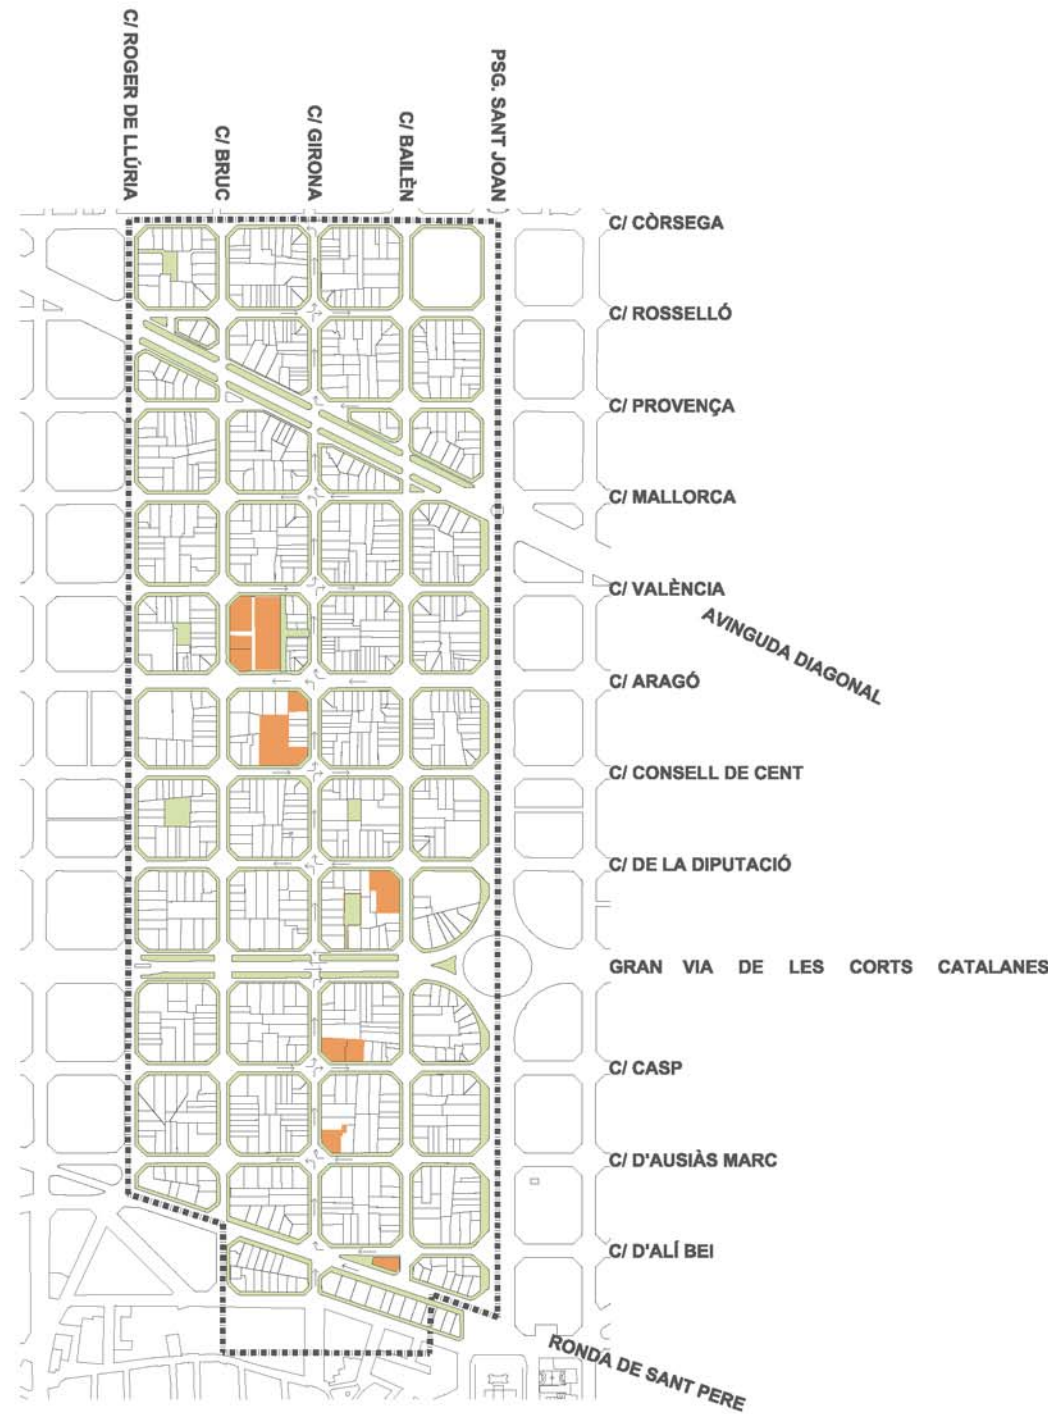 C/ ROGER DE LLÚRIA
C/ BRUC
C/ GIRONA
C/ BAILÈN
PSG. SANT JOAN
C/ CÒRSEGA
C/ ROSSELLÓ
C/ PROVENÇA
C/ MALLORCA
C/ VALÈNCIA
AVINGUDA DIAGONAL
C/ ARAGÓ
C/ CONSELL DE CENT
C/ DE LA DIPUTACIÓ
GRAN VIA DE LES CORTS CATALANES
C/ CASP
C/ D'AUSIÀS MARC
C/ D'ALÍ BEI
RONDA DE SANT PERE